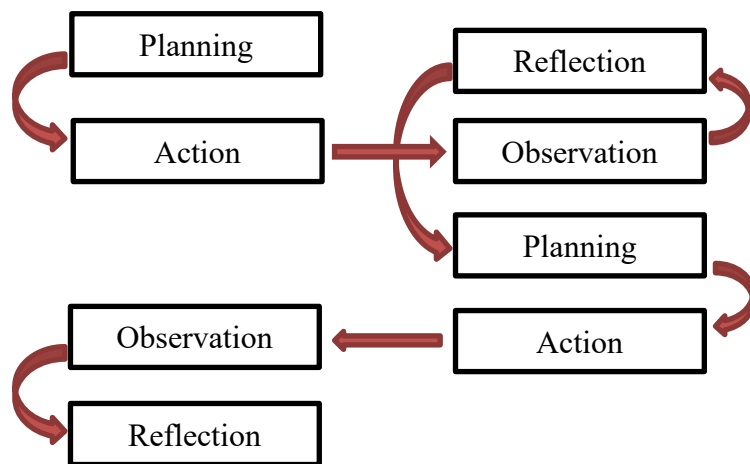 Planning
Reflection
Action
Observation
Planning
Observation
Action
Reflection